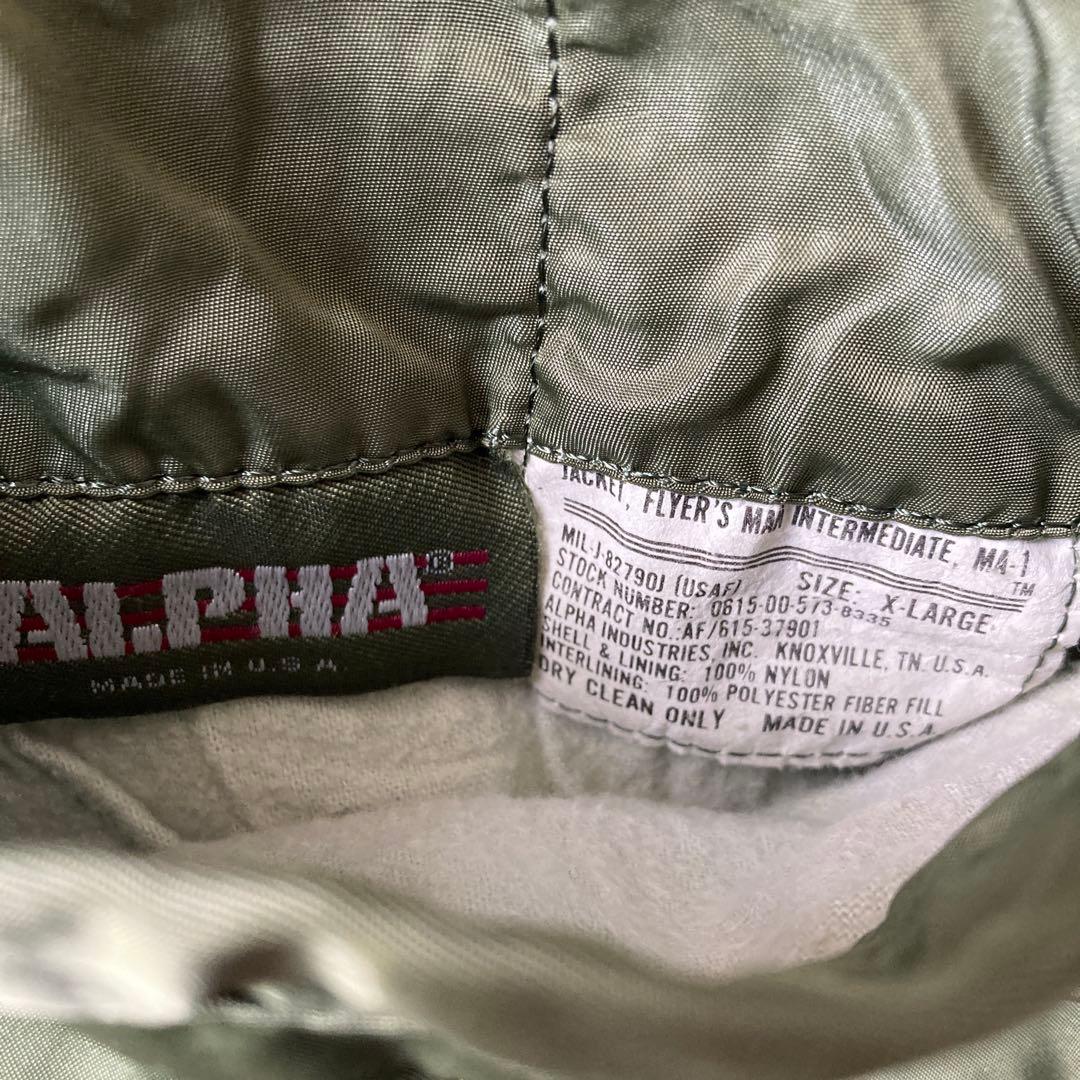 ALPHA®
MADE IN U.S.A.
JACKET, FLYER'S MAN INTERMEDIATE, MA-1™
MIL-J-82790J (USAF) SIZE: X-LARGE
STOCK NUMBER: 0615-00-573-8335
CONTRACT NO.:AF/615-37901
ALPHA INDUSTRIES, INC. KNOXVILLE, TN. U.S.A.
SHELL & LINING: 100% NYLON
INTERLINING: 100% POLYESTER FIBER FILL
DRY CLEAN ONLY MADE IN U.S.A.